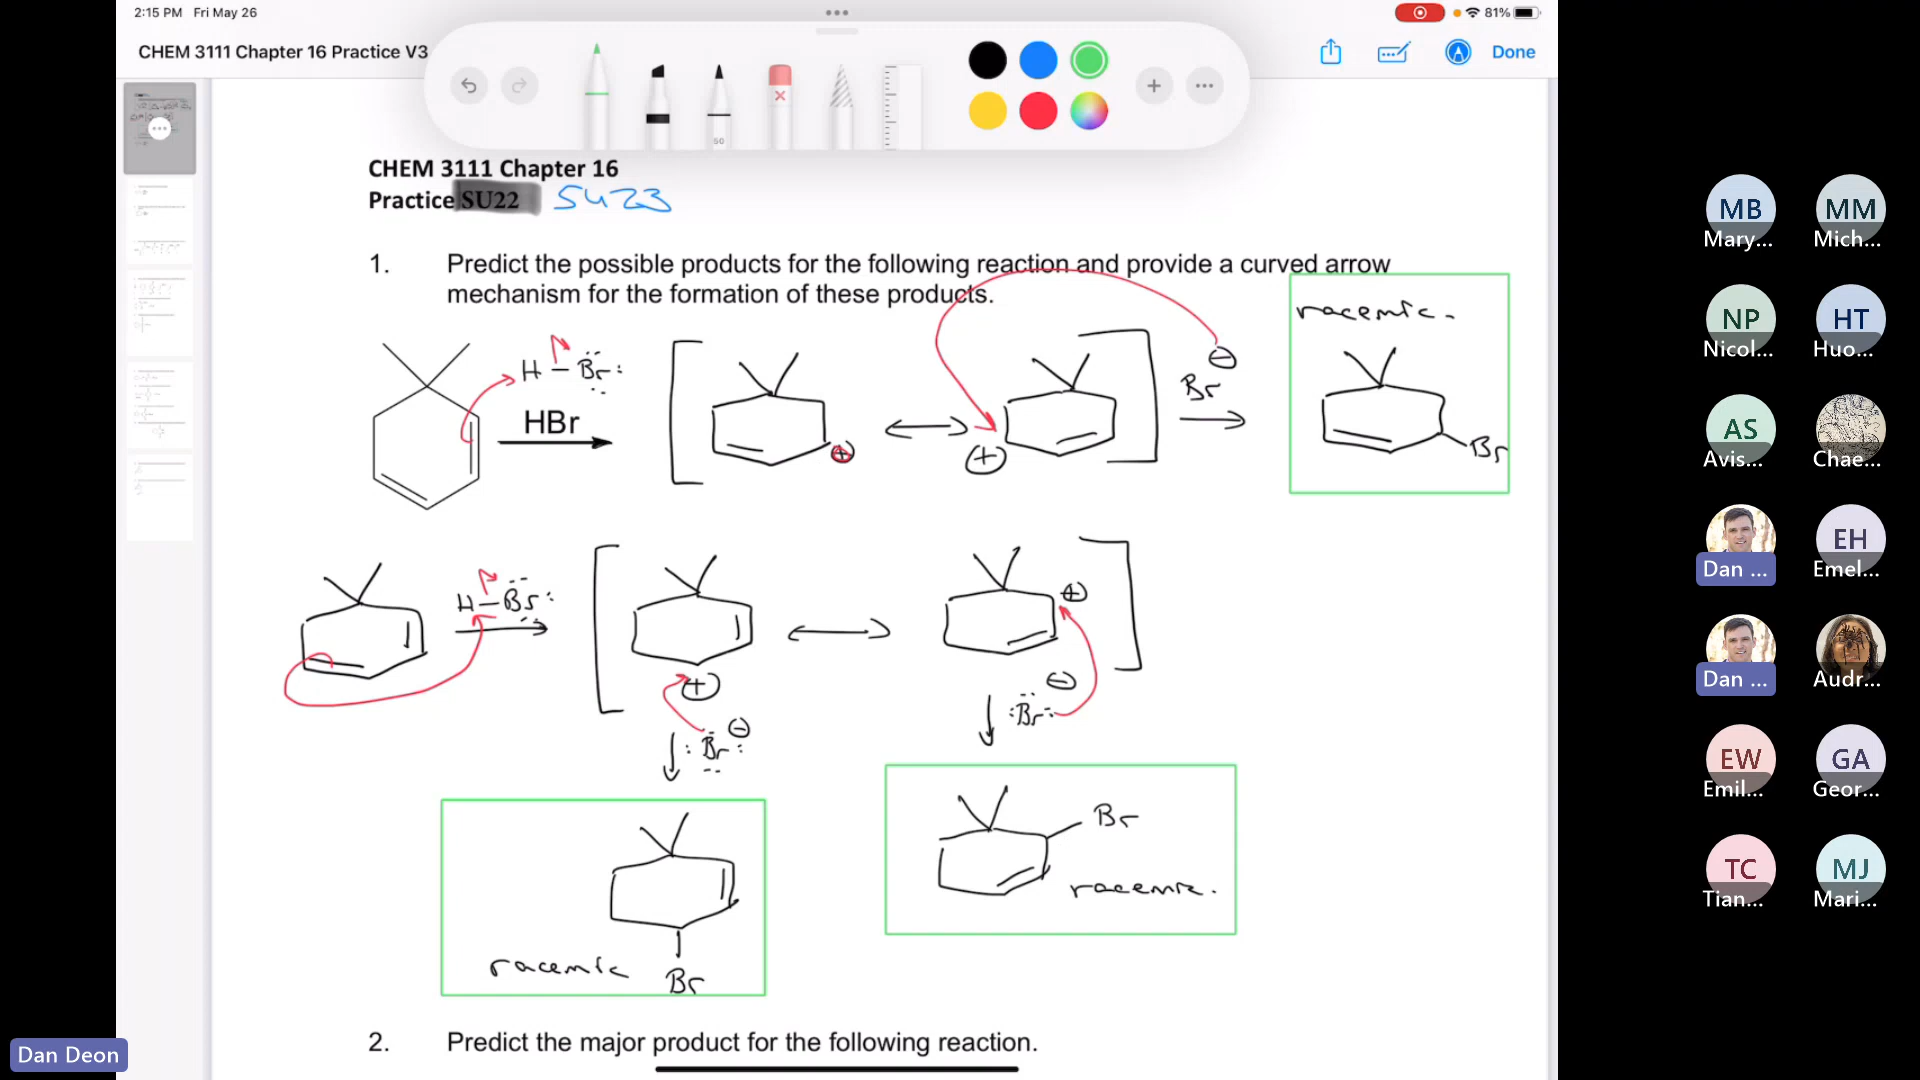 2:15 PM Fri May 26
81%
CHEM 3111 Chapter 16 Practice V3
Done
50
CHEM 3111 Chapter 16
Practice SU22 SU23
1. Predict the possible products for the following reaction and provide a curved arrow
mechanism for the formation of these products.
racemic.
H – Br:
HBr
Br ⊖
⊕
⊕
Br
H – Br:
⊕
⊕
:Br: ⊖
:Br: ⊖
Br
racemic.
racemic
Br
2. Predict the major product for the following reaction.
MB
Mary...
MM
Mich...
NP
Nicol...
HT
Huo...
AS
Avis...
Chae...
Dan ...
EH
Emel...
Dan ...
Audr...
EW
Emil...
GA
Geor...
TC
Tian...
MJ
Mari...
Dan Deon